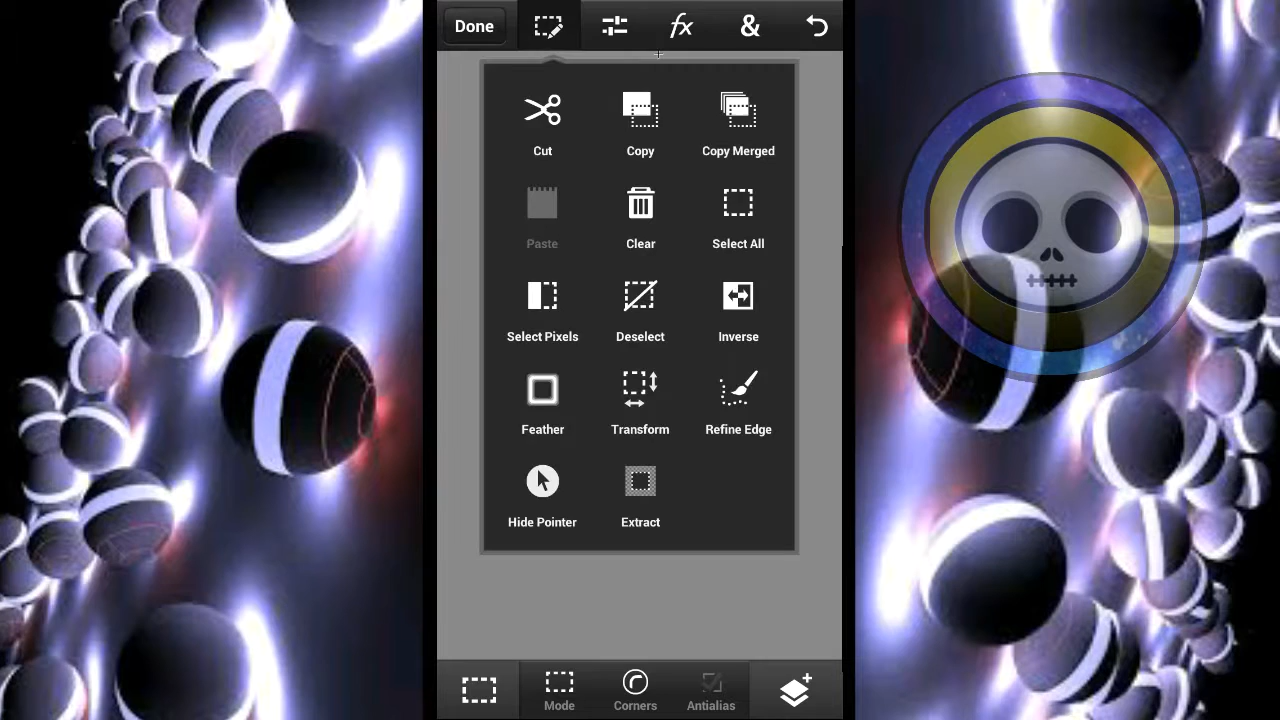 Done fx &
Cut Copy Copy Merged
Paste Clear Select All
Select Pixels Deselect Inverse
Feather Transform Refine Edge
Hide Pointer Extract
Mode Corners Antialias